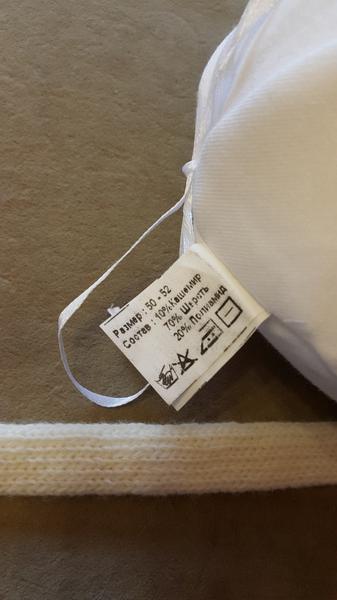 Размер : 50 - 52
Состав : 10% Кашемир
70% Шерсть
20% Полиамид